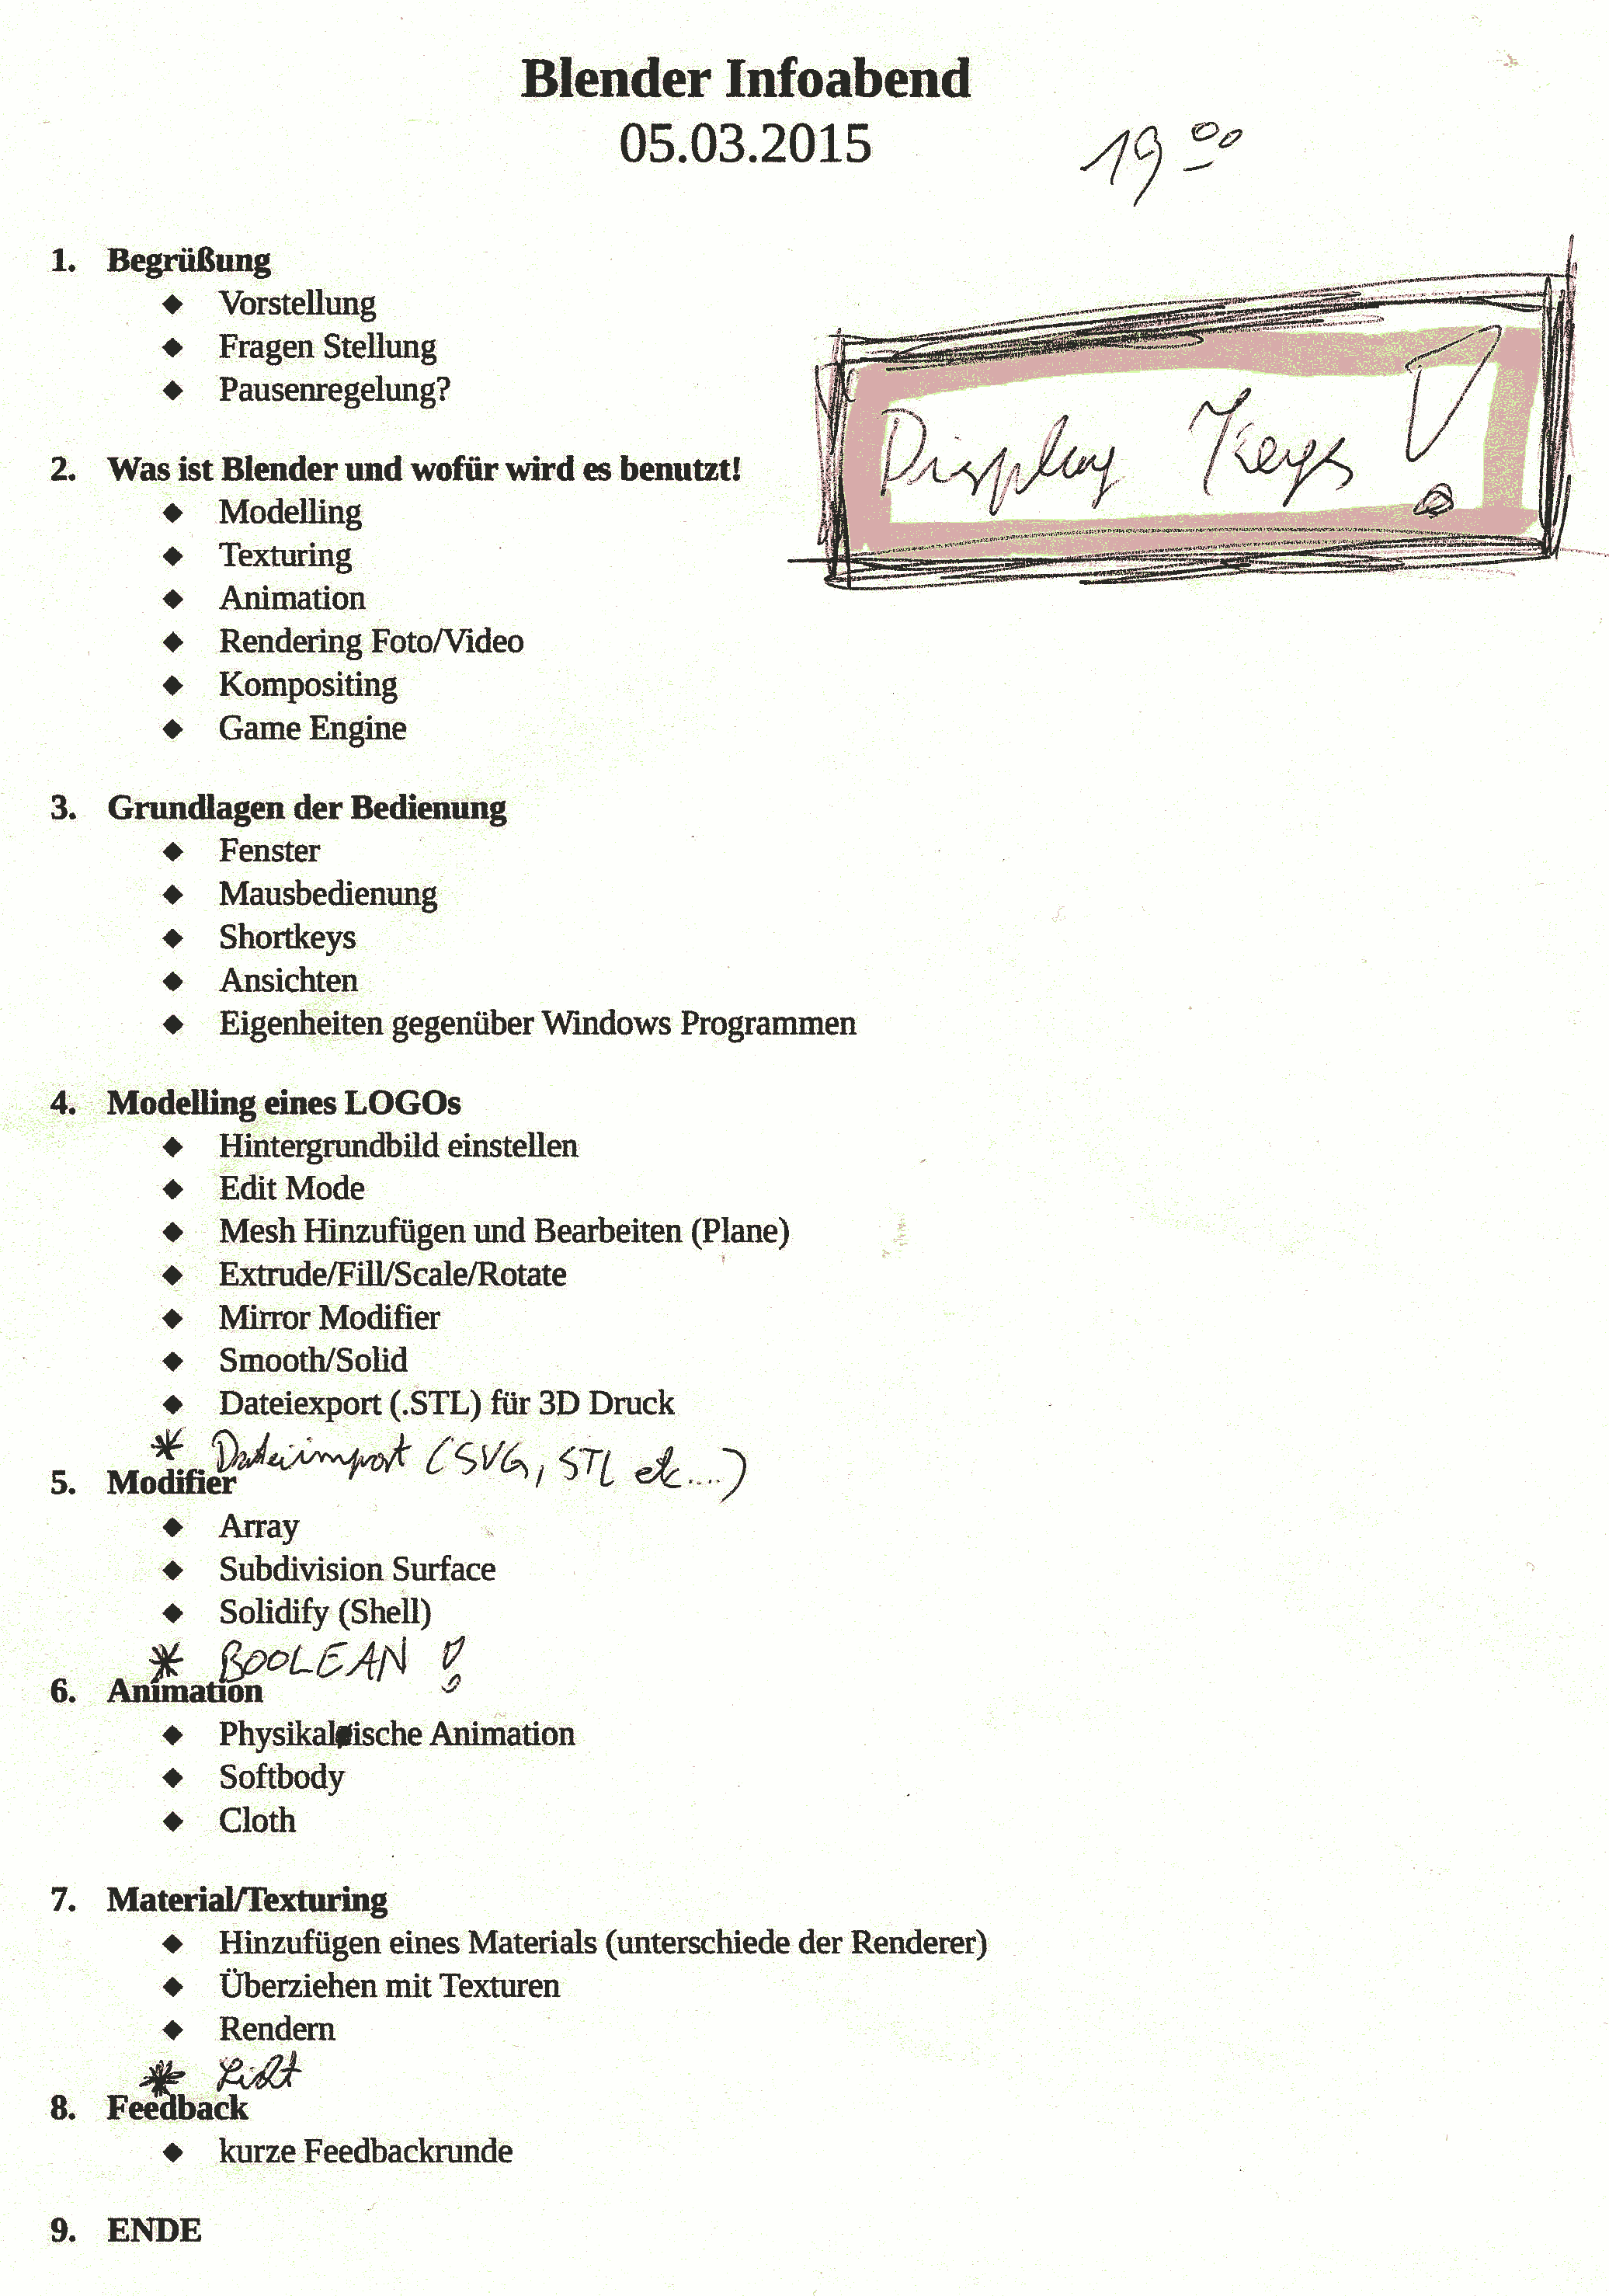 Blender Infoabend
05.03.2015
19 00
1. Begrüßung
◆ Vorstellung
◆ Fragen Stellung
◆ Pausenregelung?
Display Keys !
2. Was ist Blender und wofür wird es benutzt!
◆ Modelling
◆ Texturing
◆ Animation
◆ Rendering Foto/Video
◆ Kompositing
◆ Game Engine
3. Grundlagen der Bedienung
◆ Fenster
◆ Mausbedienung
◆ Shortkeys
◆ Ansichten
◆ Eigenheiten gegenüber Windows Programmen
4. Modelling eines LOGOs
◆ Hintergrundbild einstellen
◆ Edit Mode
◆ Mesh Hinzufügen und Bearbeiten (Plane)
◆ Extrude/Fill/Scale/Rotate
◆ Mirror Modifier
◆ Smooth/Solid
◆ Dateiexport (.STL) für 3D Druck
* Dateiimport (SVG, STL etc....)
5. Modifier
◆ Array
◆ Subdivision Surface
◆ Solidify (Shell)
* BOOLEAN !
6. Animation
◆ Physikalische Animation
◆ Softbody
◆ Cloth
7. Material/Texturing
◆ Hinzufügen eines Materials (unterschiede der Renderer)
◆ Überziehen mit Texturen
◆ Rendern
* Licht
8. Feedback
◆ kurze Feedbackrunde
9. ENDE